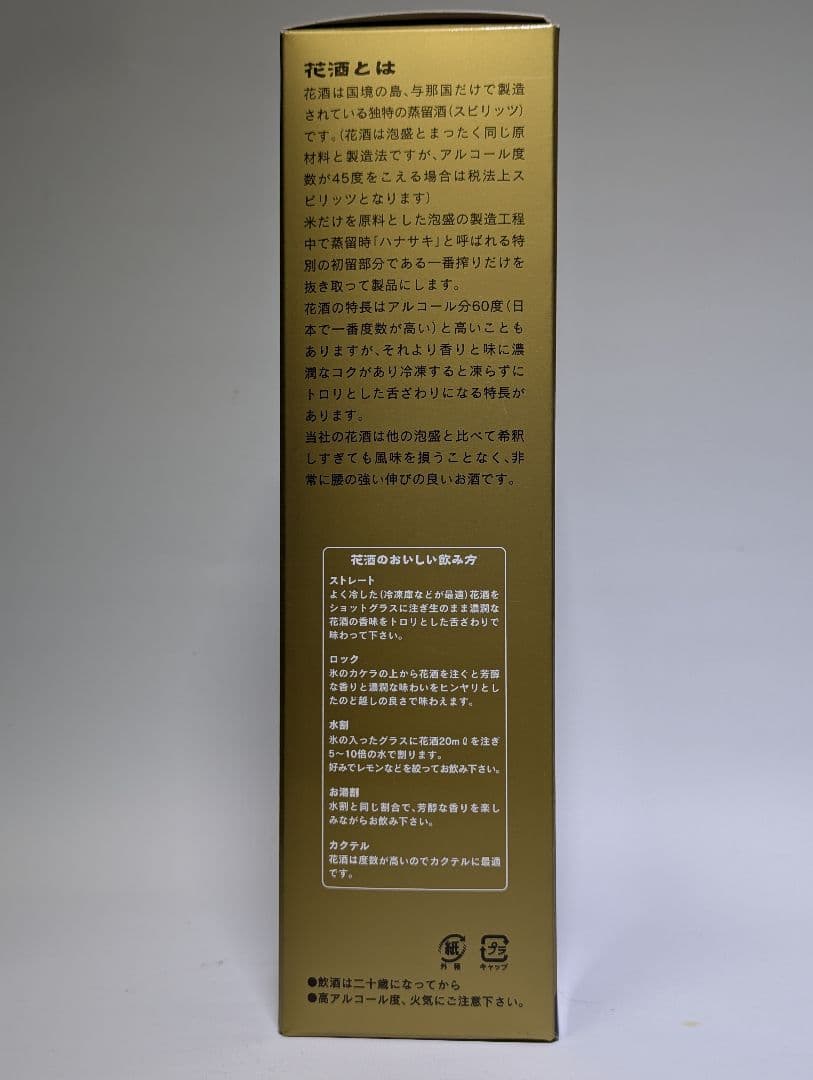 花酒とは
花酒は国境の島、与那国だけで製造
されている独特の蒸留酒(スピリッツ)
です。(花酒は泡盛とまったく同じ原
材料と製造法ですが、アルコール度
数が45度をこえる場合は税法上ス
ピリッツとなります)
米だけを原料とした泡盛の製造工程
中で蒸留時「ハナサキ」と呼ばれる特
別の初留部分である一番搾りだけを
抜き取って製品にします。
花酒の特長はアルコール分60度(日
本で一番度数が高い)と高いことも
ありますが、それより香りと味に濃
潤なコクがあり冷凍すると凍らずに
トロリとした舌ざわりになる特長が
あります。
当社の花酒は他の泡盛と比べて希釈
しすぎても風味を損うことなく、非
常に腰の強い伸びの良いお酒です。
花酒のおいしい飲み方
ストレート
よく冷した(冷凍庫などが最適)花酒を
ショットグラスに注ぎ生のまま濃潤な
花酒の香味をトロリとした舌ざわりで
味わって下さい。
ロック
氷のカケラの上から花酒を注ぐと芳醇
な香りと濃潤な味わいをヒンヤリとし
たのど越しの良さで味わえます。
水割
氷の入ったグラスに花酒20mℓを注ぎ
5〜10倍の水で割ります。
好みでレモンなどを絞ってお飲み下さい。
お湯割
水割と同じ割合で、芳醇な香りを楽し
みながらお飲み下さい。
カクテル
花酒は度数が高いのでカクテルに最適
です。
紙 プラ
外箱 キャップ
●飲酒は二十歳になってから
●高アルコール度、火気にご注意下さい。